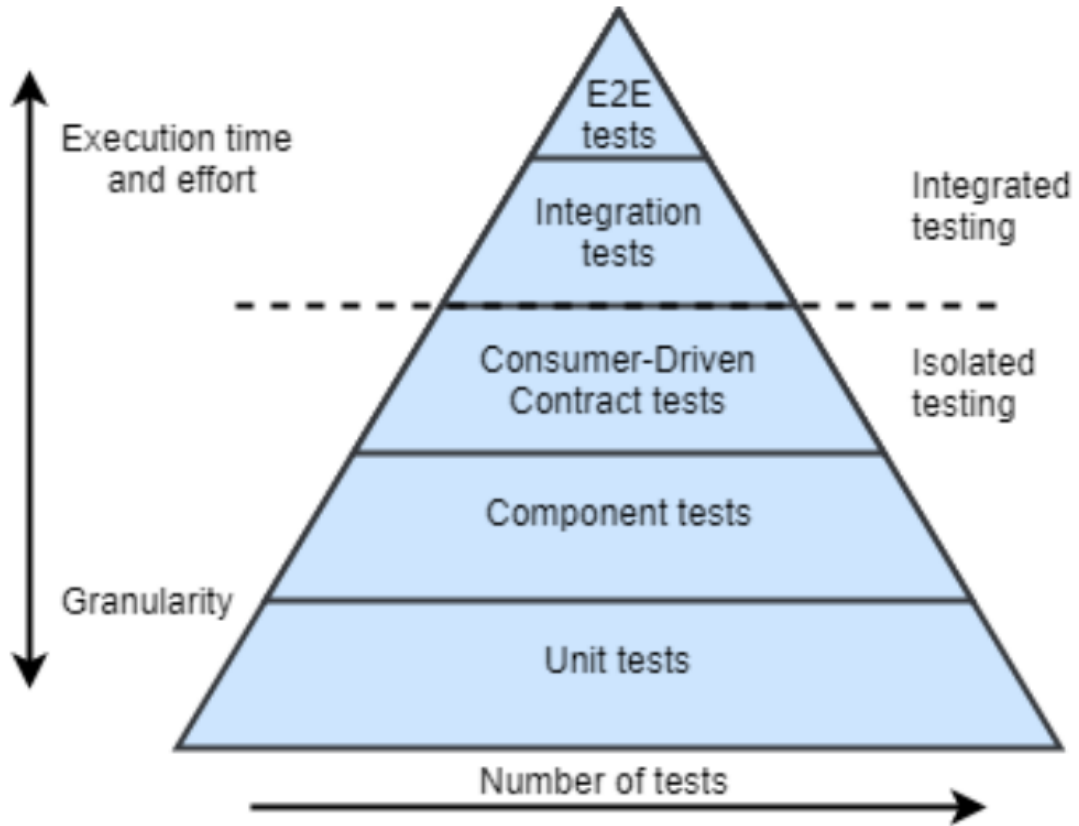 E2E
tests
Execution time
and effort
Integration
tests
Integrated
testing
Consumer-Driven
Contract tests
Isolated
testing
Component tests
Granularity
Unit tests
Number of tests